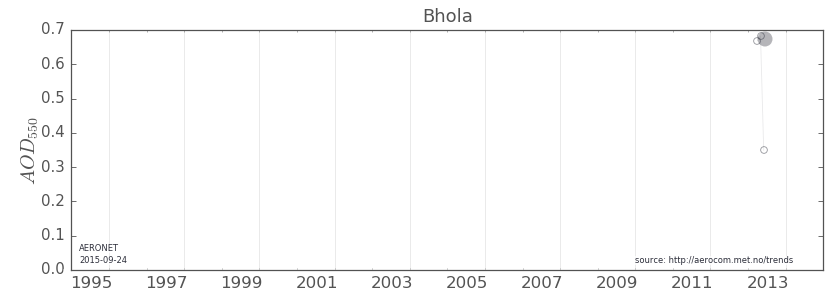 Bhola
0.7
0.6
0.5
0.4
0.3
0.2
0.1
0.0
AOD550
AERONET
2015-09-24
source: http://aerocom.met.no/trends
1995 1997 1999 2001 2003 2005 2007 2009 2011 2013